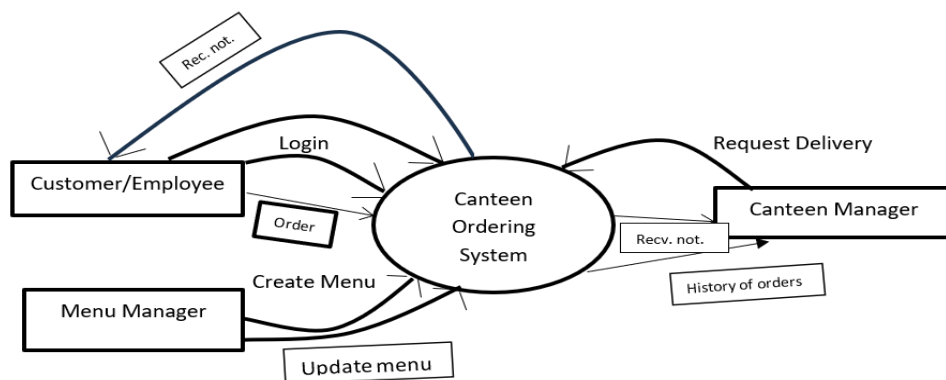 Rec. not.
Login
Request Delivery
Customer/Employee
Canteen
Ordering
System
Canteen Manager
Order
Recv. not.
Create Menu
History of orders
Menu Manager
Update menu